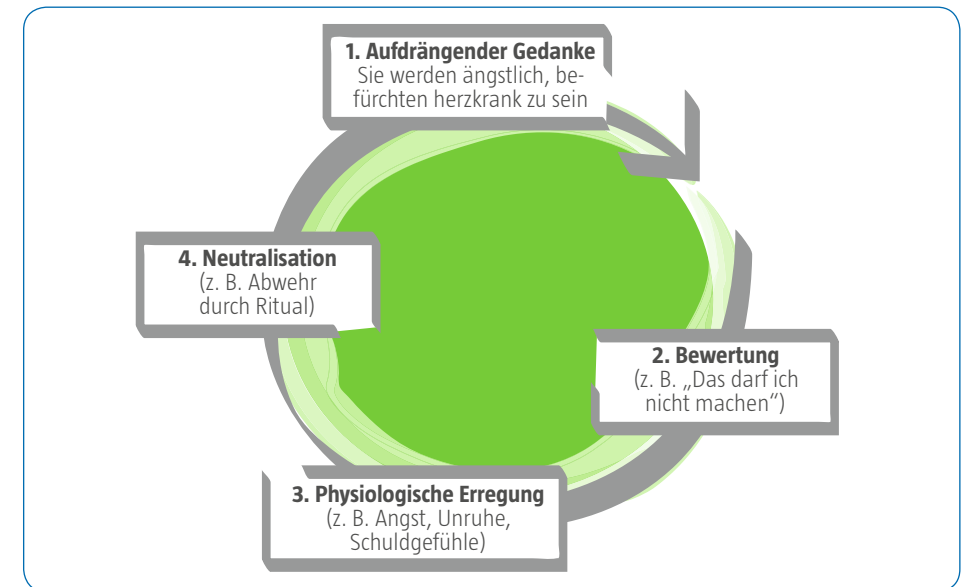 1. Aufdrängender Gedanke
Sie werden ängstlich, be-
fürchten herzkrank zu sein
2. Bewertung
(z. B. „Das darf ich
nicht machen“)
3. Physiologische Erregung
(z. B. Angst, Unruhe,
Schuldgefühle)
4. Neutralisation
(z. B. Abwehr
durch Ritual)